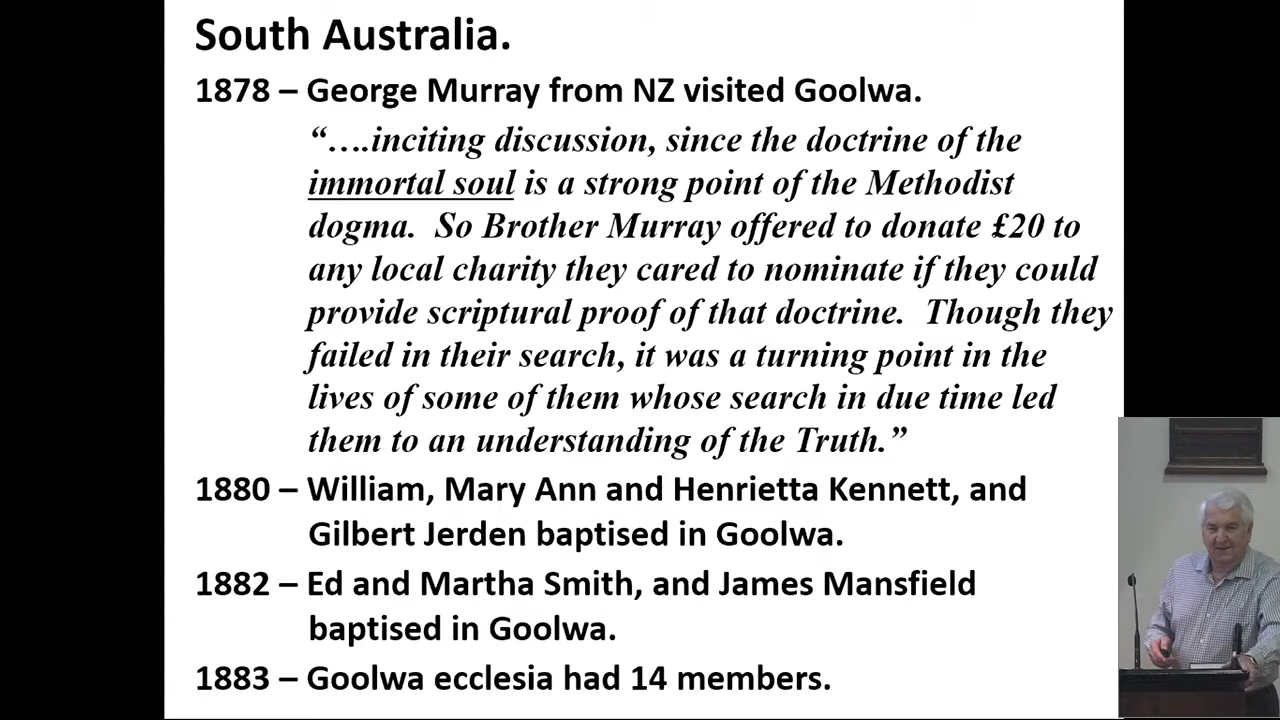 South Australia.
1878 – George Murray from NZ visited Goolwa.
“….inciting discussion, since the doctrine of the
immortal soul is a strong point of the Methodist
dogma.  So Brother Murray offered to donate £20 to
any local charity they cared to nominate if they could
provide scriptural proof of that doctrine.  Though they
failed in their search, it was a turning point in the
lives of some of them whose search in due time led
them to an understanding of the Truth.”
1880 – William, Mary Ann and Henrietta Kennett, and
Gilbert Jerden baptised in Goolwa.
1882 – Ed and Martha Smith, and James Mansfield
baptised in Goolwa.
1883 – Goolwa ecclesia had 14 members.